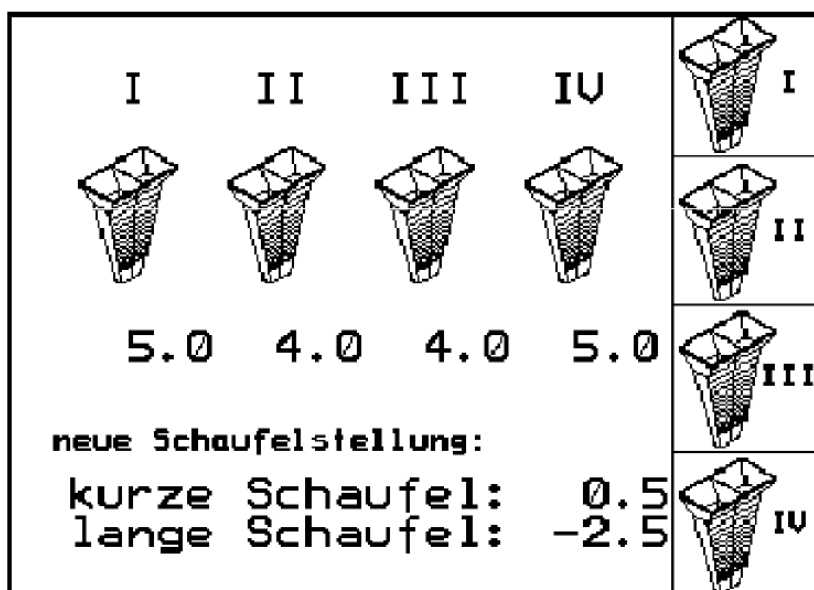 I II III IV
5.0 4.0 4.0 5.0
neue Schaufelstellung:
kurze Schaufel: 0.5
lange Schaufel: -2.5
I
II
III
IV